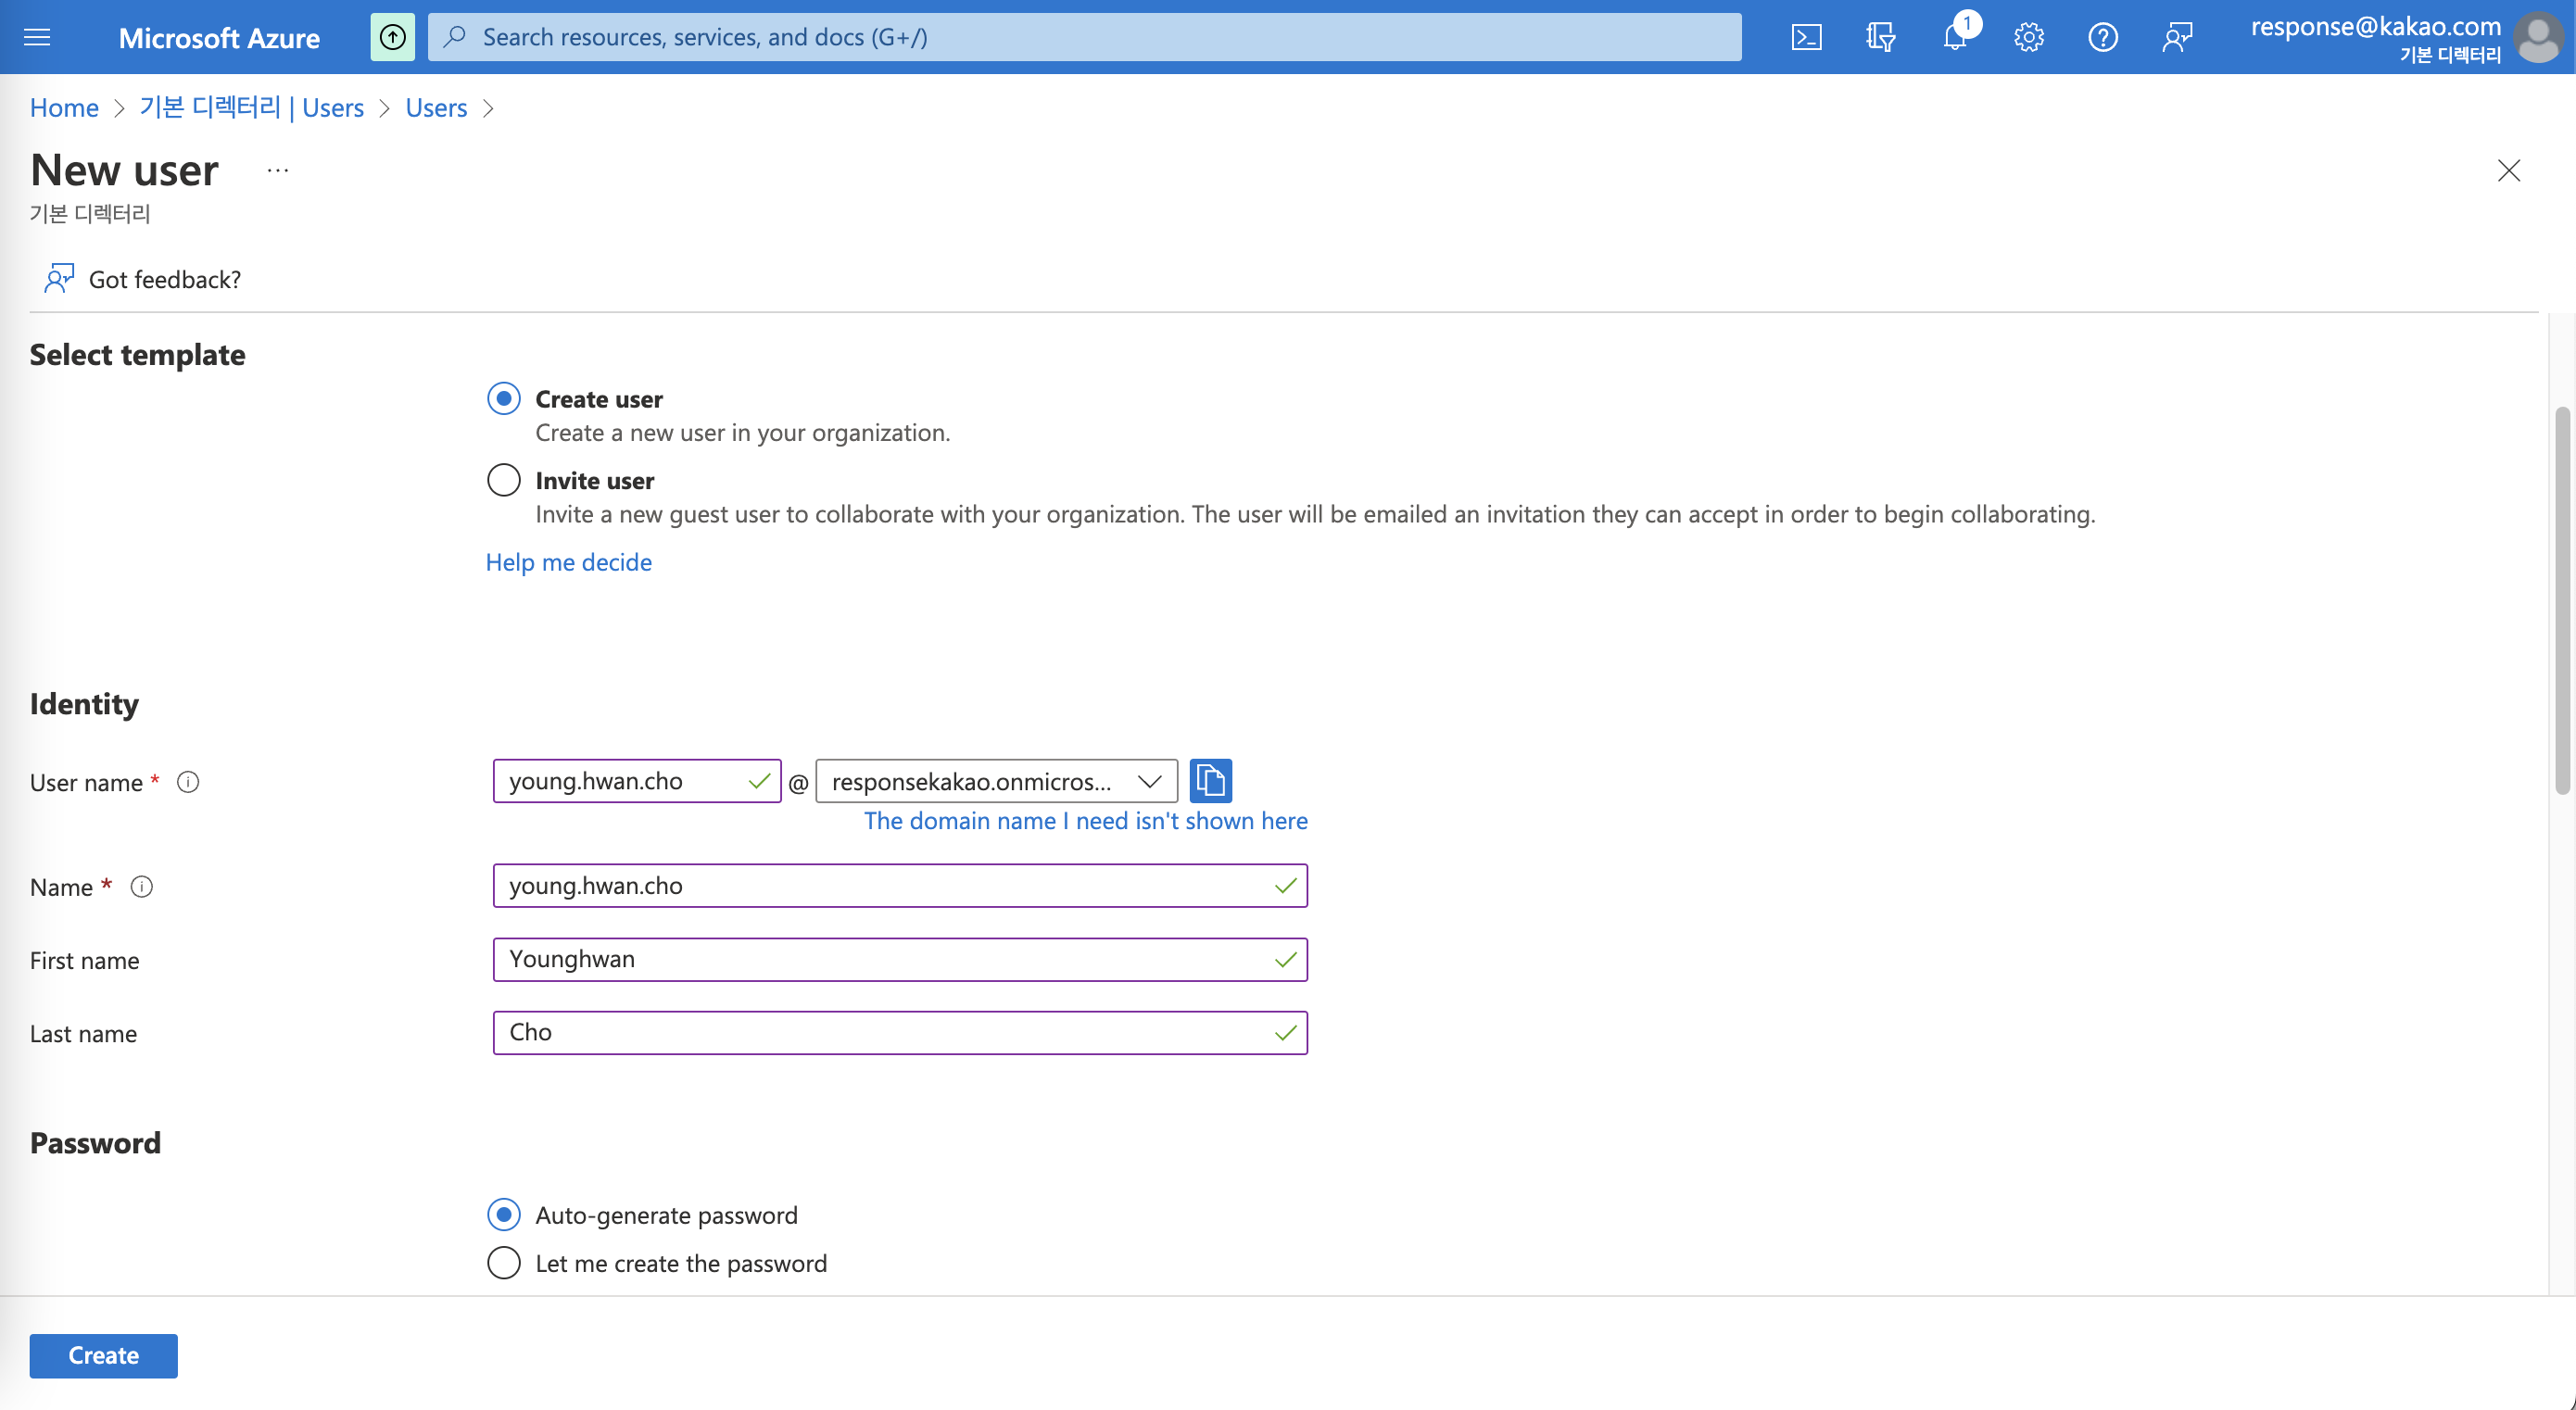 Microsoft Azure
Search resources, services, and docs (G+/)
1
response@kakao.com
기본 디렉터리
Home > 기본 디렉터리 | Users > Users >
New user ...
기본 디렉터리
Got feedback?
Select template
Create user
Create a new user in your organization.
Invite user
Invite a new guest user to collaborate with your organization. The user will be emailed an invitation they can accept in order to begin collaborating.
Help me decide
Identity
User name * young.hwan.cho @ responsekakao.onmicros...
The domain name I need isn't shown here
Name * young.hwan.cho
First name Younghwan
Last name Cho
Password
Auto-generate password
Let me create the password
Create